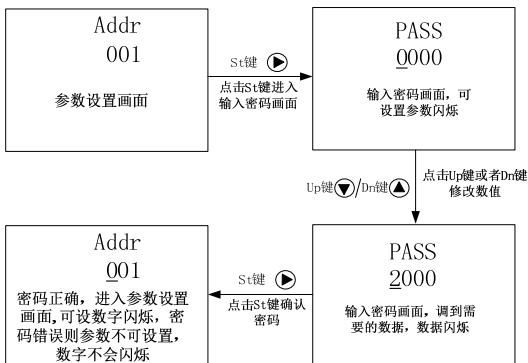 Addr
001
参数设置画面
St键
点击St键进入
输入密码画面
PASS
0000
输入密码画面，可
设置参数闪烁
Up键/Dn键
点击Up键或者Dn键
修改数值
PASS
2000
输入密码画面，调到需
要的数据，数据闪烁
St键
点击St键确认
密码
Addr
001
密码正确，进入参数设置
画面,可设数字闪烁，密
码错误则参数不可设置，
数字不会闪烁